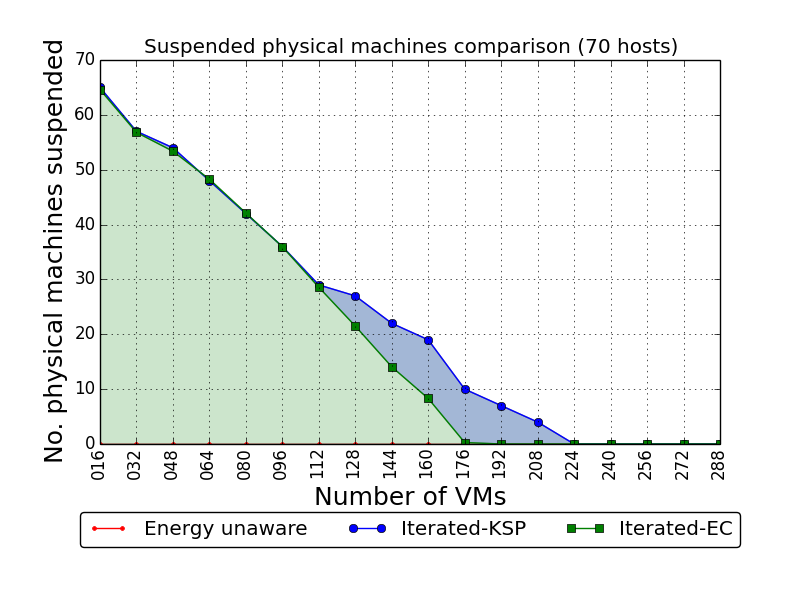 Suspended physical machines comparison (70 hosts)
No. physical machines suspended
70
60
50
40
30
20
10
0
016 032 048 064 080 096 112 128 144 160 176 192 208 224 240 256 272 288
Number of VMs
Energy unaware Iterated-KSP Iterated-EC